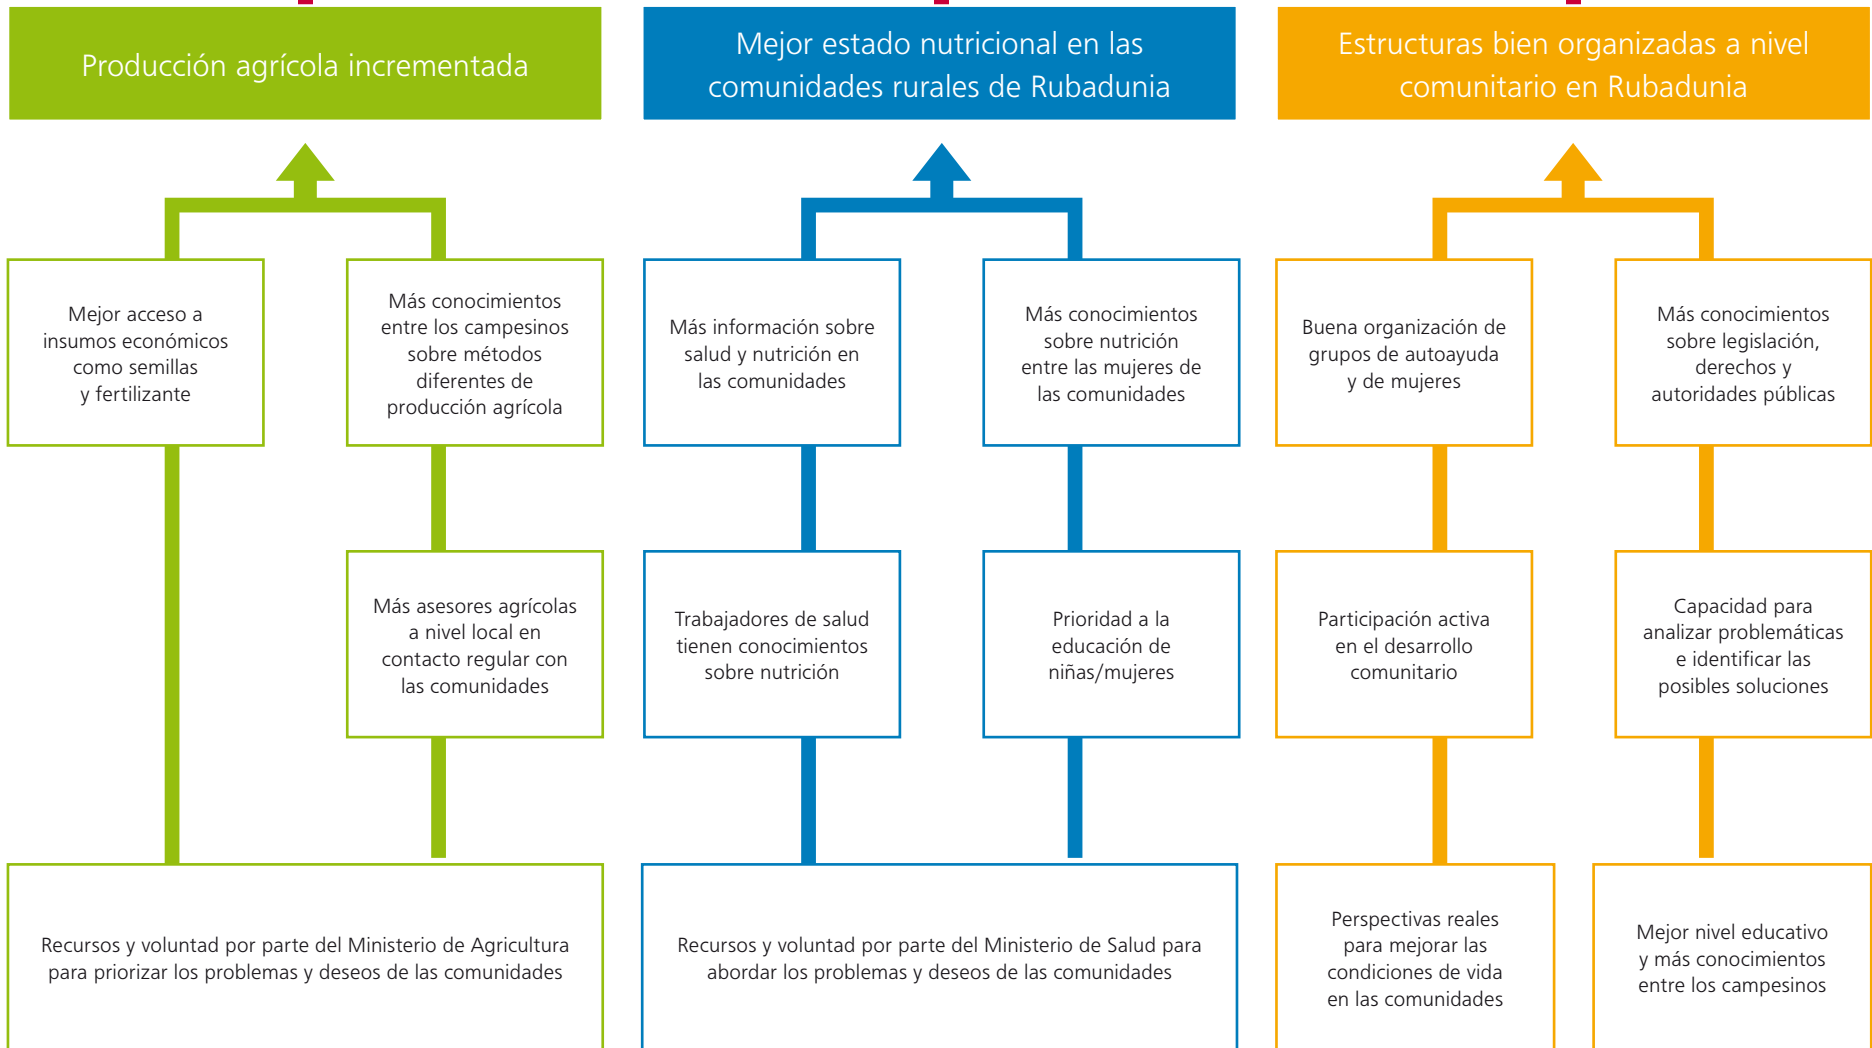 Producción agrícola incrementada
Mejor estado nutricional en las
comunidades rurales de Rubadunia
Estructuras bien organizadas a nivel
comunitario en Rubadunia
Mejor acceso a
insumos económicos
como semillas
y fertilizante
Más conocimientos
entre los campesinos
sobre métodos
diferentes de
producción agrícola
Más información sobre
salud y nutrición en
las comunidades
Más conocimientos
sobre nutrición
entre las mujeres de
las comunidades
Buena organización de
grupos de autoayuda
y de mujeres
Más conocimientos
sobre legislación,
derechos y
autoridades públicas
Más asesores agrícolas
a nivel local en
contacto regular con
las comunidades
Trabajadores de salud
tienen conocimientos
sobre nutrición
Prioridad a la
educación de
niñas/mujeres
Participación activa
en el desarrollo
comunitario
Capacidad para
analizar problemáticas
e identificar las
posibles soluciones
Recursos y voluntad por parte del Ministerio de Agricultura
para priorizar los problemas y deseos de las comunidades
Recursos y voluntad por parte del Ministerio de Salud para
abordar los problemas y deseos de las comunidades
Perspectivas reales
para mejorar las
condiciones de vida
en las comunidades
Mejor nivel educativo
y más conocimientos
entre los campesinos